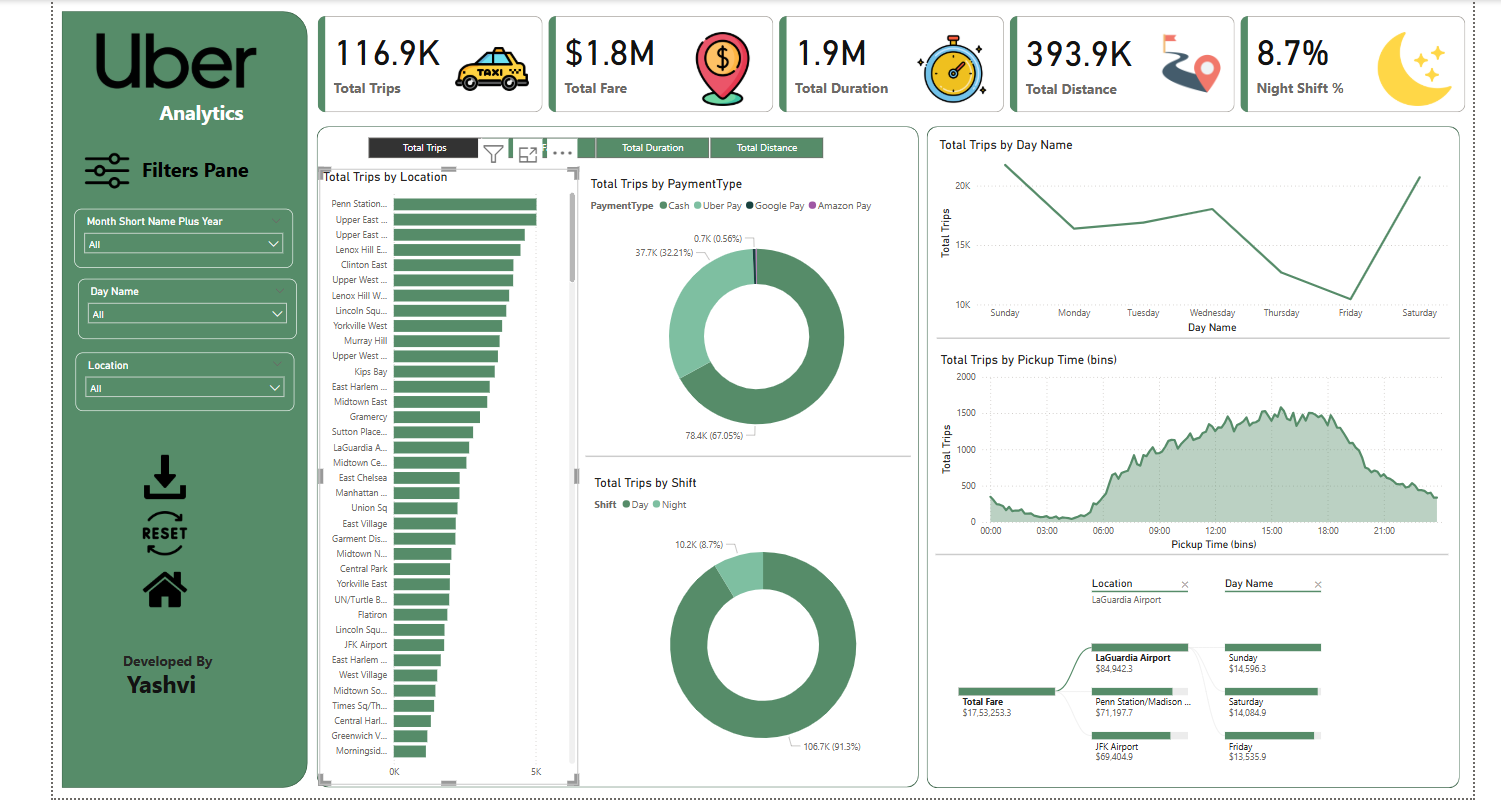 Uber
Analytics
Filters Pane
Month Short Name Plus Year
All
Day Name
All
Location
All
RESET
Developed By
Yashvi
116.9K
Total Trips
$1.8M
Total Fare
TAXI
$
1.9M
Total Duration
393.9K
Total Distance
8.7%
Night Shift %
Total Trips
Total Duration
Total Distance
Total Trips by Location
Penn Station...
Upper East ...
Upper East ...
Lenox Hill E...
Clinton East
Upper West ...
Lenox Hill W...
Lincoln Squ...
Yorkville West
Murray Hill
Upper West ...
Kips Bay
East Harlem ...
Midtown East
Gramercy
Sutton Place...
LaGuardia A...
Midtown Ce...
East Chelsea
Manhattan ...
Union Sq
East Village
Garment Dis...
Midtown N...
Central Park
Yorkville East
UN/Turtle B...
Flatiron
Lincoln Squ...
JFK Airport
East Harlem ...
West Village
Midtown So...
Times Sq/Th...
Central Harl...
Greenwich V...
Morningsid...
0K 5K
Total Trips by PaymentType
PaymentType Cash Uber Pay Google Pay Amazon Pay
0.7K (0.56%)
37.7K (32.21%)
78.4K (67.05%)
Total Trips by Shift
Shift Day Night
10.2K (8.7%)
106.7K (91.3%)
Total Trips by Day Name
Total Trips
20K
15K
10K
Sunday Monday Tuesday Wednesday Thursday Friday Saturday
Day Name
Total Trips by Pickup Time (bins)
Total Trips
2000
1500
1000
500
0
00:00 03:00 06:00 09:00 12:00 15:00 18:00 21:00
Pickup Time (bins)
Location
LaGuardia Airport
Day Name
Total Fare
$17,53,253.3
LaGuardia Airport
$84,942.3
Penn Station/Madison ...
$71,197.7
JFK Airport
$69,404.9
Sunday
$14,596.3
Saturday
$14,084.9
Friday
$13,535.9